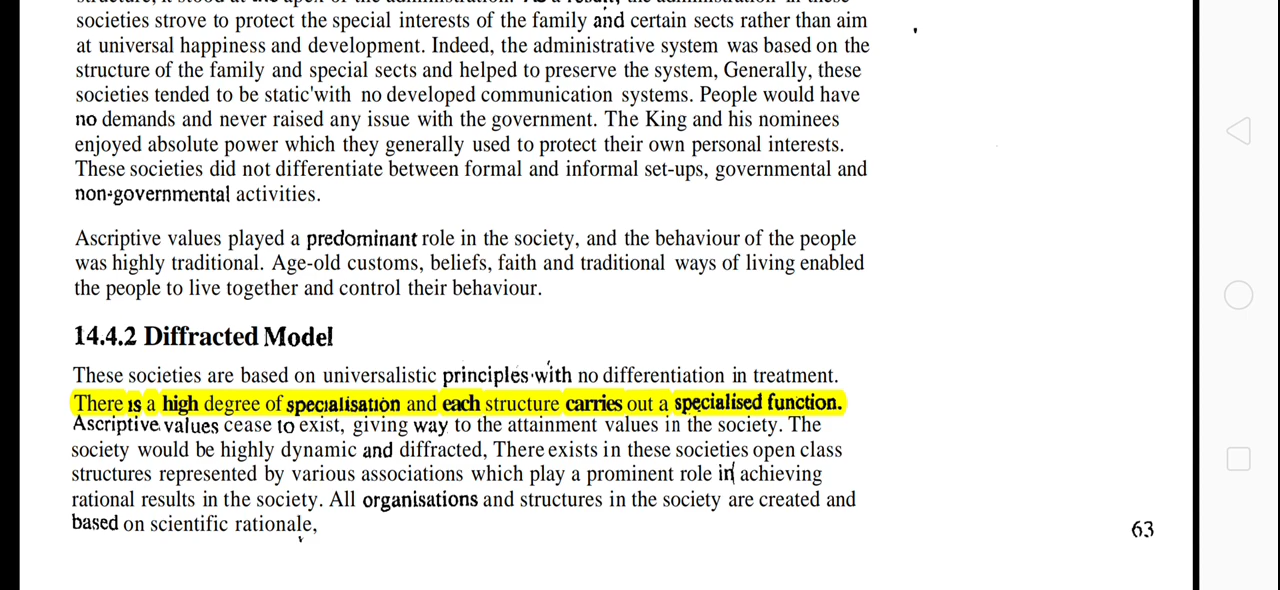 societies strove to protect the special interests of the family and certain sects rather than aim
at universal happiness and development. Indeed, the administrative system was based on the
structure of the family and special sects and helped to preserve the system, Generally, these
societies tended to be static'with no developed communication systems. People would have
no demands and never raised any issue with the government. The King and his nominees
enjoyed absolute power which they generally used to protect their own personal interests.
These societies did not differentiate between formal and informal set-ups, governmental and
non-governmental activities.
Ascriptive values played a predominant role in the society, and the behaviour of the people
was highly traditional. Age-old customs, beliefs, faith and traditional ways of living enabled
the people to live together and control their behaviour.
14.4.2 Diffracted Model
These societies are based on universalistic principles with no differentiation in treatment.
There is a high degree of specialisation and each structure carries out a specialised function.
Ascriptive values cease to exist, giving way to the attainment values in the society. The
society would be highly dynamic and diffracted, There exists in these societies open class
structures represented by various associations which play a prominent role in achieving
rational results in the society. All organisations and structures in the society are created and
based on scientific rationale,
63